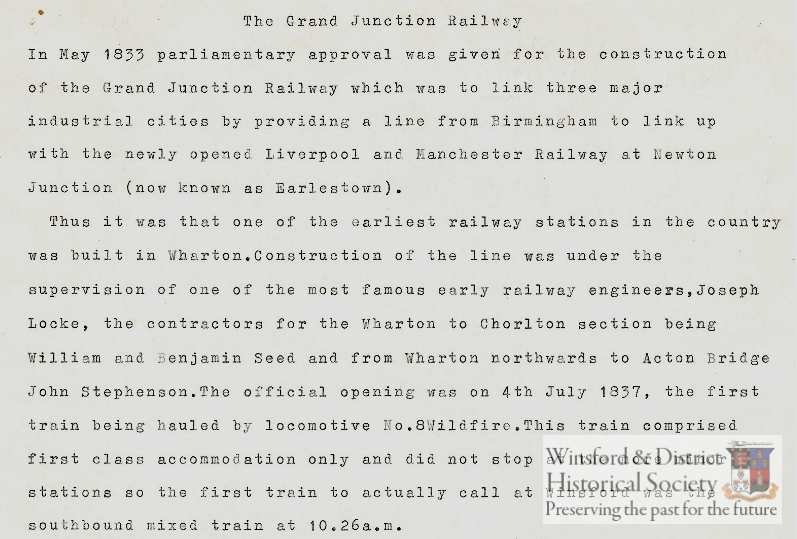 The Grand Junction Railway
In May 1833 parliamentary approval was given for the construction
of the Grand Junction Railway which was to link three major
industrial cities by providing a line from Birmingham to link up
with the newly opened Liverpool and Manchester Railway at Newton
Junction (now known as Earlestown).
Thus it was that one of the earliest railway stations in the country
was built in Wharton.Construction of the line was under the
supervision of one of the most famous early railway engineers,Joseph
Locke, the contractors for the Wharton to Chorlton section being
William and Benjamin Seed and from Wharton northwards to Acton Bridge
John Stephenson.The official opening was on 4th July 1837, the first
train being hauled by locomotive No.8Wildfire.This train comprised
first class accommodation only and did not stop at the more minor
stations so the first train to actually call at Winsford was the
southbound mixed train at 10.26a.m.
Winsford & District
Historical Society
Preserving the past for the future